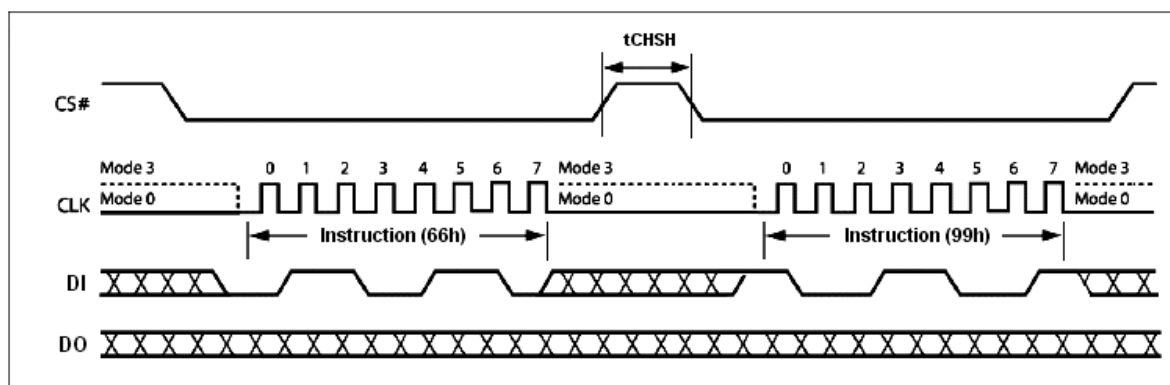 tCHSH
CS#
Mode 3 0 1 2 3 4 5 6 7 Mode 3 0 1 2 3 4 5 6 7 Mode 3
CLK Mode 0 Mode 0 Mode 0
Instruction (66h) Instruction (99h)
DI
DO